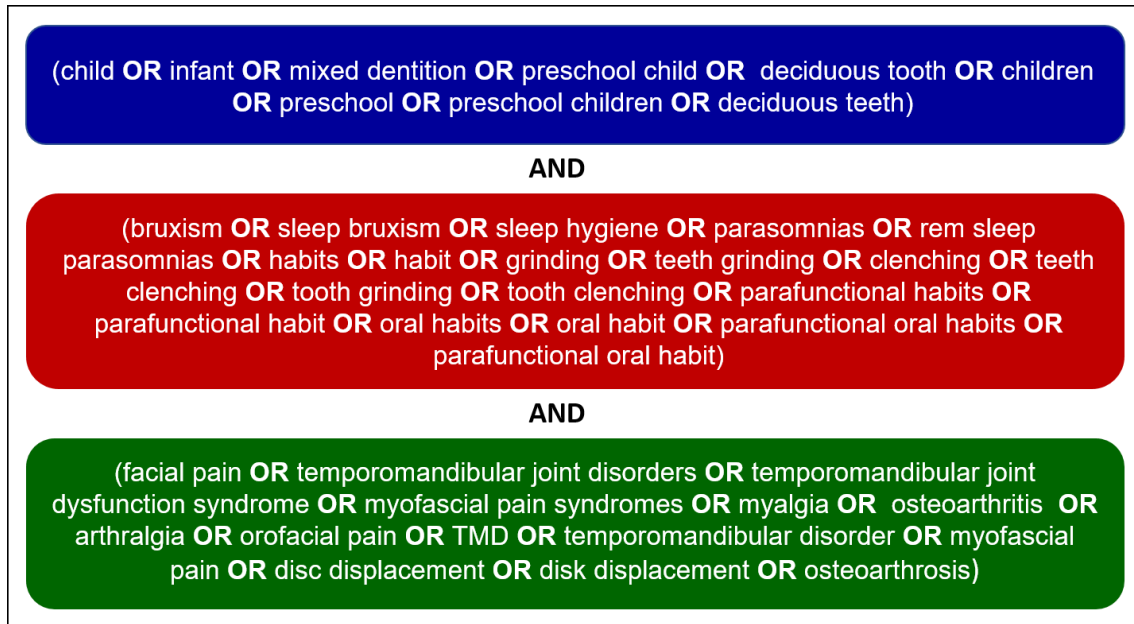 (child OR infant OR mixed dentition OR preschool child OR deciduous tooth OR children
OR preschool OR preschool children OR deciduous teeth)
AND
(bruxism OR sleep bruxism OR sleep hygiene OR parasomnias OR rem sleep
parasomnias OR habits OR habit OR grinding OR teeth grinding OR clenching OR teeth
clenching OR tooth grinding OR tooth clenching OR parafunctional habits OR
parafunctional habit OR oral habits OR oral habit OR parafunctional oral habits OR
parafunctional oral habit)
AND
(facial pain OR temporomandibular joint disorders OR temporomandibular joint
dysfunction syndrome OR myofascial pain syndromes OR myalgia OR osteoarthritis OR
arthralgia OR orofacial pain OR TMD OR temporomandibular disorder OR myofascial
pain OR disc displacement OR disk displacement OR osteoarthrosis)